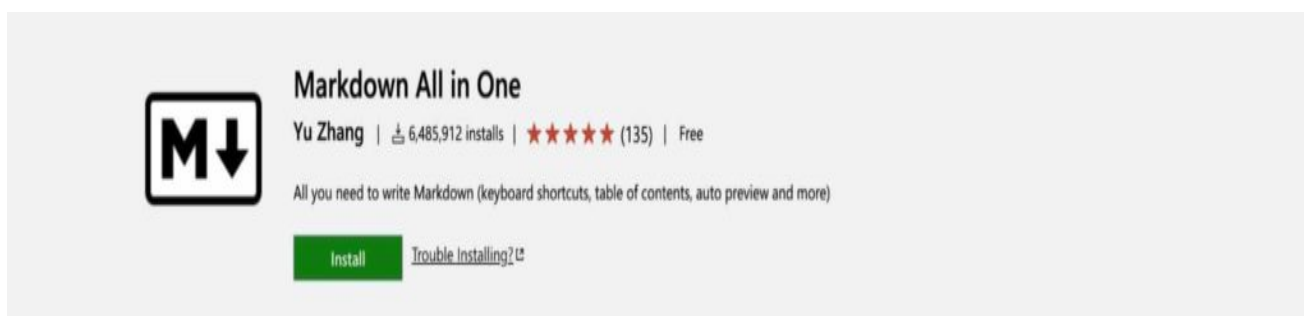 M
Markdown All in One
Yu Zhang | 6,485,912 installs | ★★★★★ (135) | Free
All you need to write Markdown (keyboard shortcuts, table of contents, auto preview and more)
Install Trouble Installing?